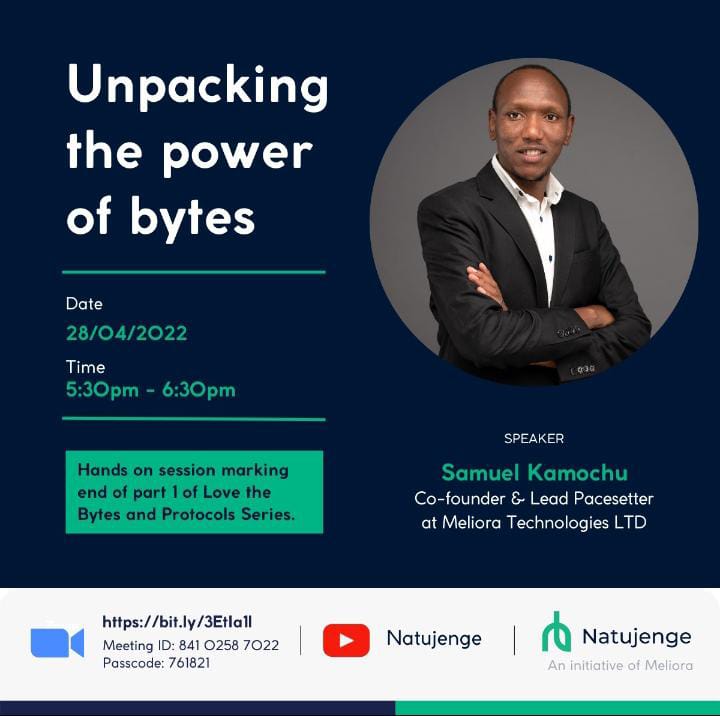 Unpacking
the power
of bytes
Date
28/04/2022
Time
5:30pm - 6:30pm
Hands on session marking
end of part 1 of Love the
Bytes and Protocols Series.
SPEAKER
Samuel Kamochu
Co-founder & Lead Pacesetter
at Meliora Technologies LTD
https://bit.ly/3Etla1l
Meeting ID: 841 0258 7022
Passcode: 761821
Natujenge
Natujenge
An initiative of Meliora